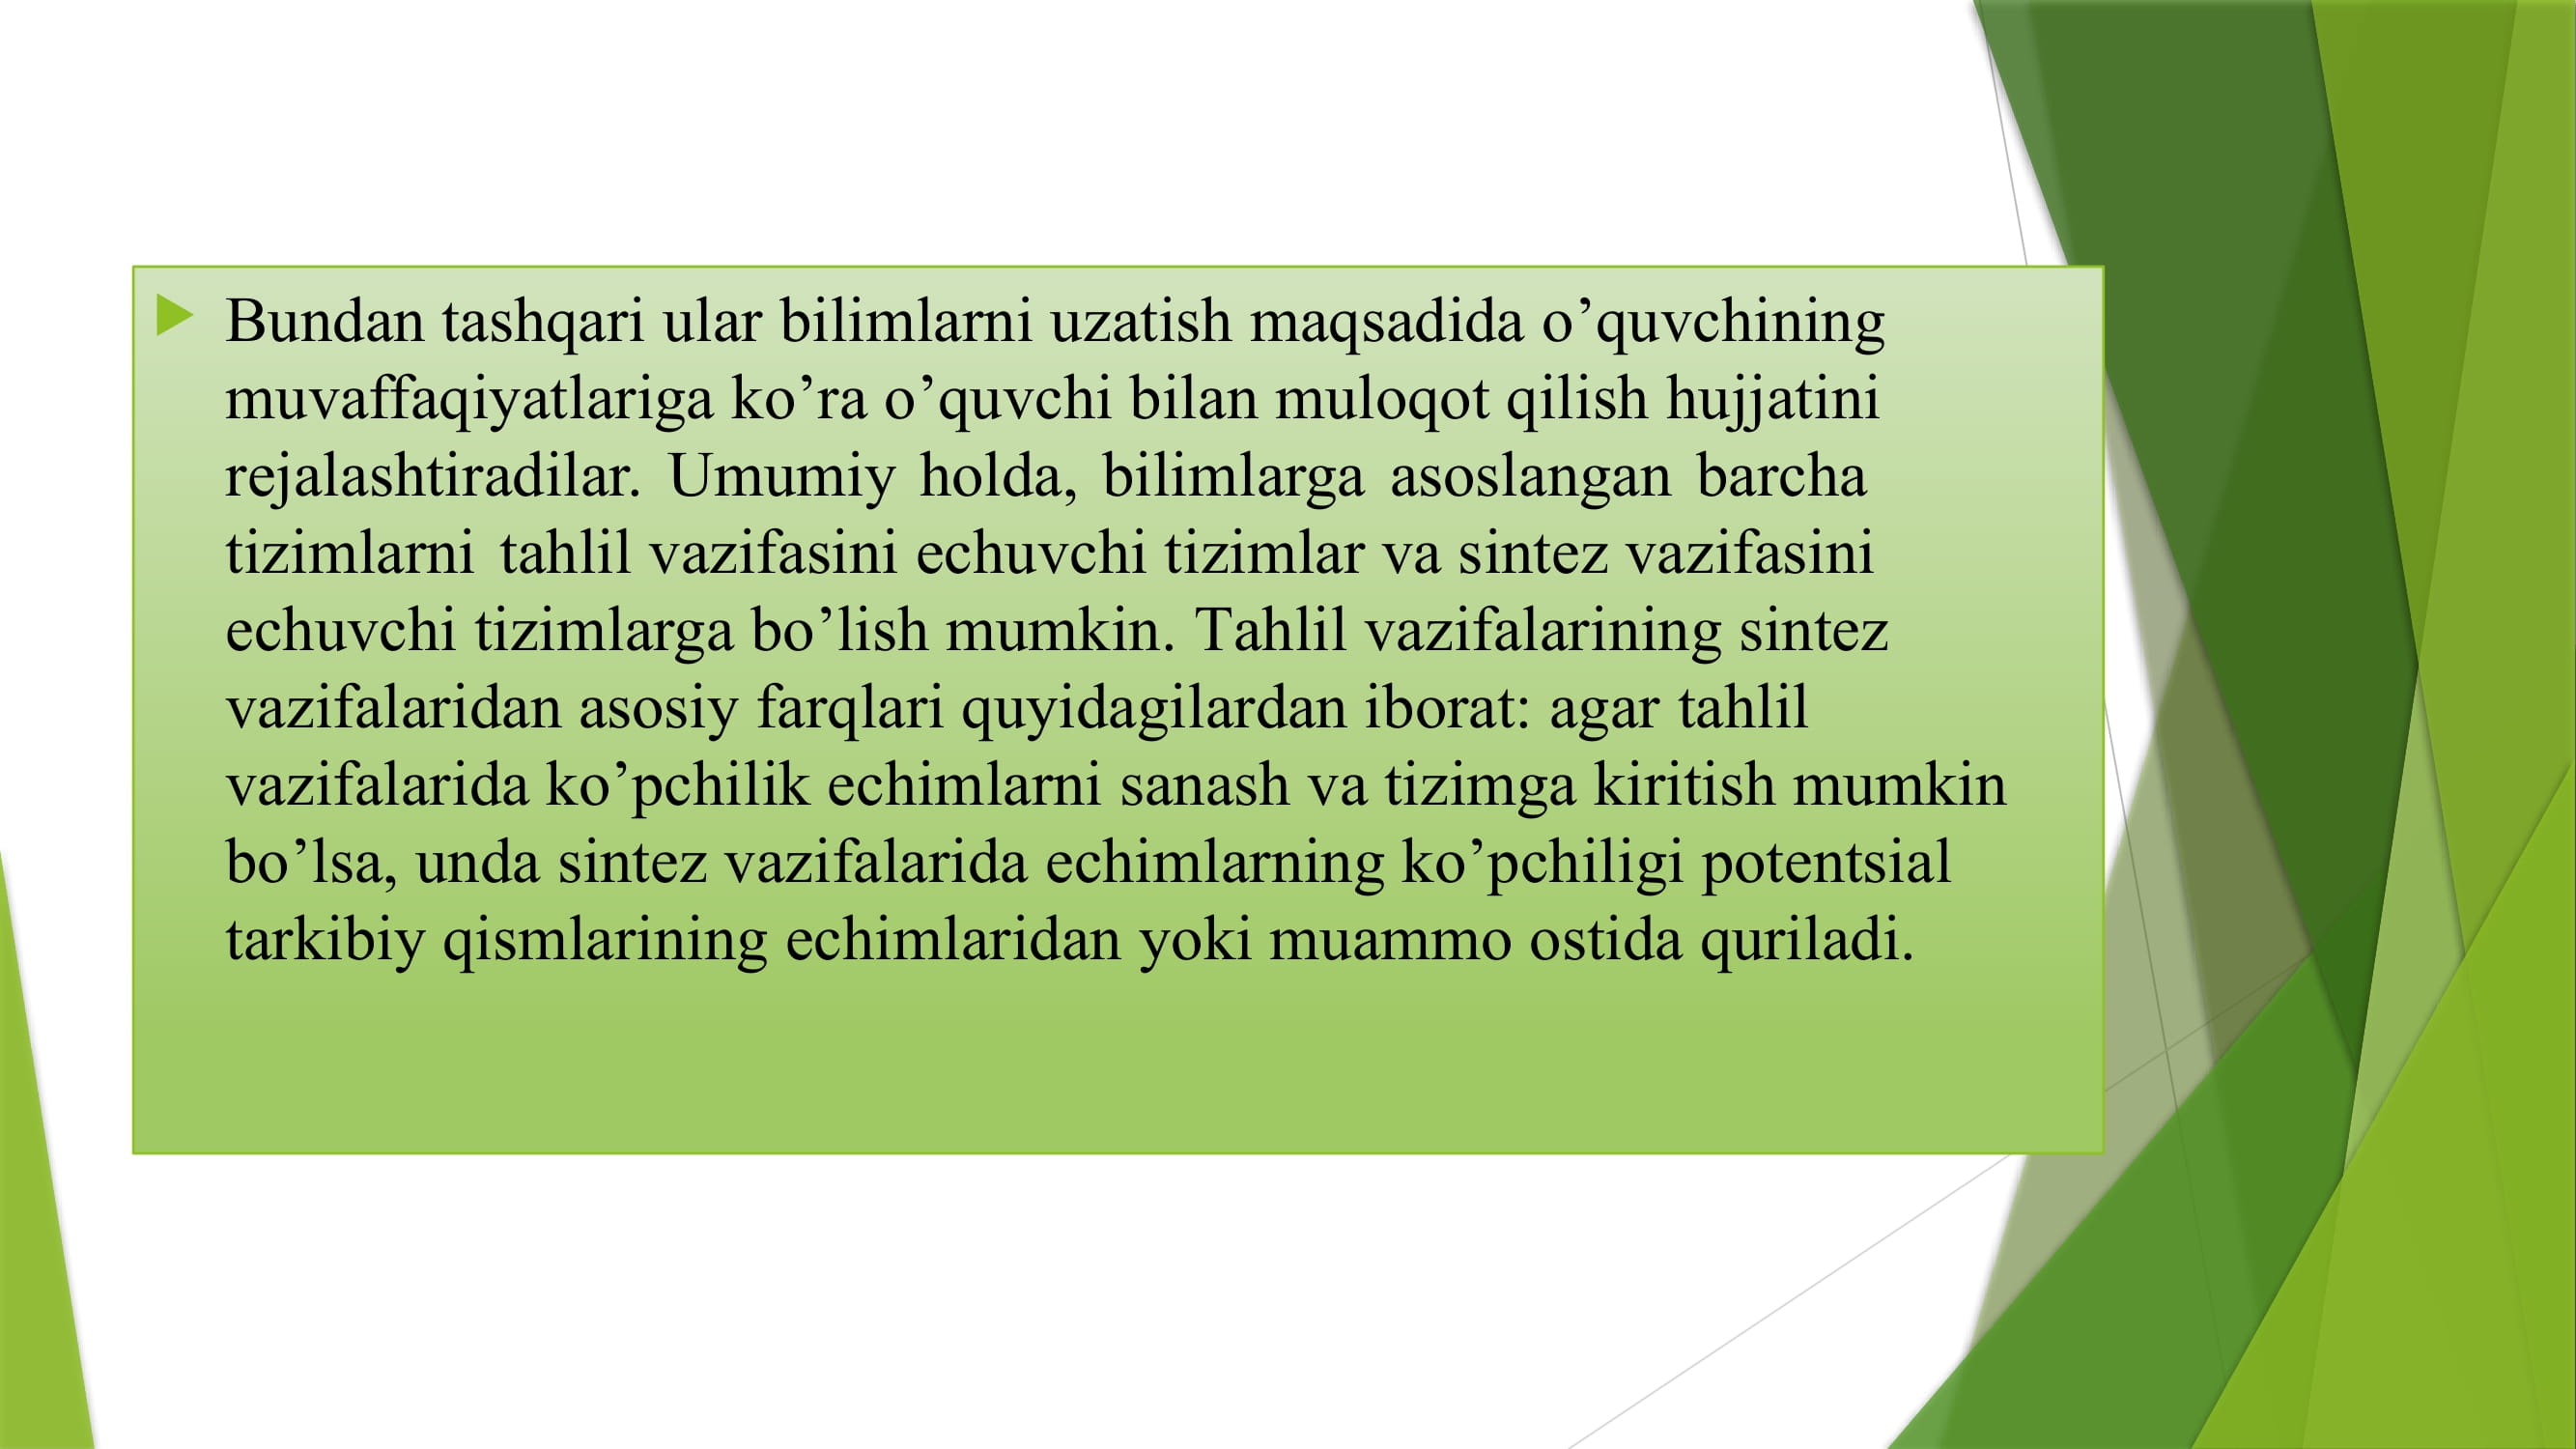 Bundan tashqari ular bilimlarni uzatish maqsadida o’quvchining
muvaffaqiyatlariga ko’ra o’quvchi bilan muloqot qilish hujjatini
rejalashtiradilar. Umumiy holda, bilimlarga asoslangan barcha
tizimlarni tahlil vazifasini echuvchi tizimlar va sintez vazifasini
echuvchi tizimlarga bo’lish mumkin. Tahlil vazifalarining sintez
vazifalaridan asosiy farqlari quyidagilardan iborat: agar tahlil
vazifalarida ko’pchilik echimlarni sanash va tizimga kiritish mumkin
bo’lsa, unda sintez vazifalarida echimlarning ko’pchiligi potentsial
tarkibiy qismlarining echimlaridan yoki muammo ostida quriladi.